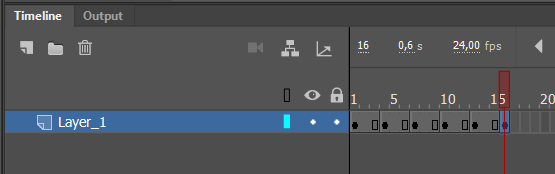 Timeline Output
16 0,6 s 24,00 fps
1 5 10 15 20
Layer_1